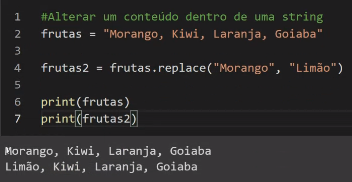 1 #Alterar um conteúdo dentro de uma string
2 frutas = "Morango, Kiwi, Laranja, Goiaba"
3
4 frutas2 = frutas.replace("Morango", "Limão")
5
6 print(frutas)
7 print(frutas2)
Morango, Kiwi, Laranja, Goiaba
Limão, Kiwi, Laranja, Goiaba